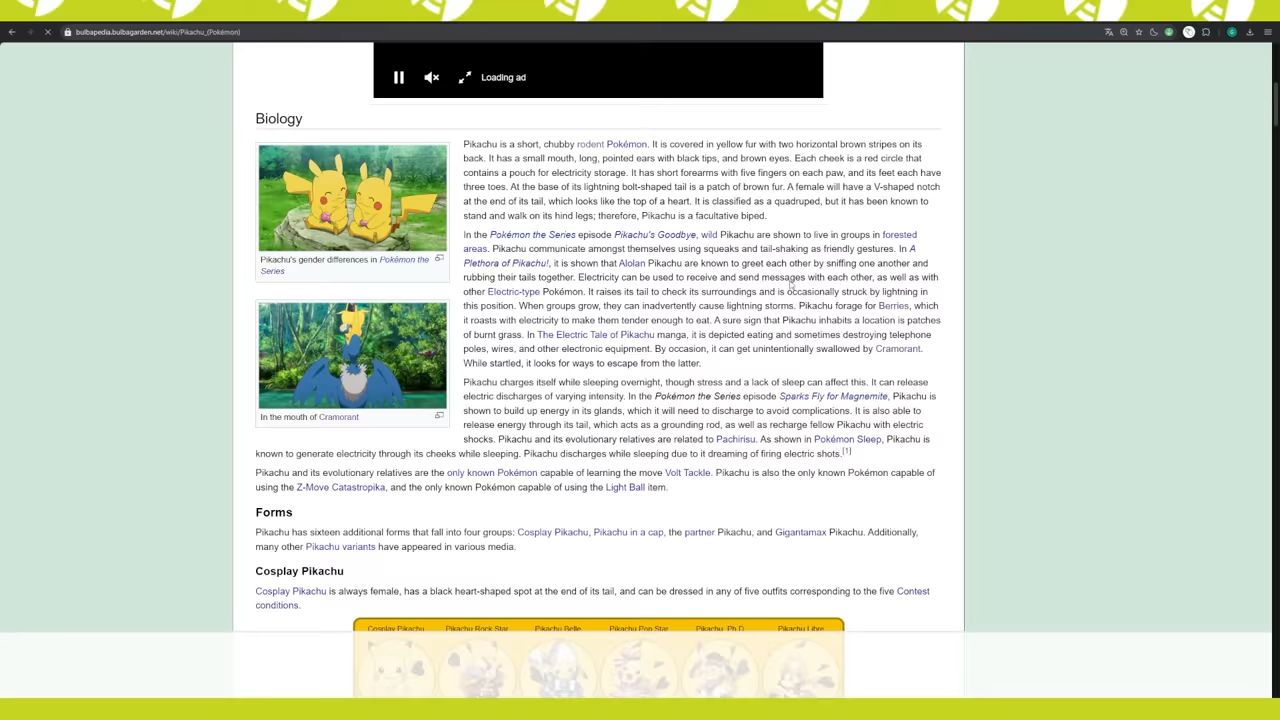 bulbapedia.bulbagarden.net/wiki/Pikachu_(Pokémon)
Loading ad
Biology
Pikachu is a short, chubby rodent Pokémon. It is covered in yellow fur with two horizontal brown stripes on its
back. It has a small mouth, long, pointed ears with black tips, and brown eyes. Each cheek is a red circle that
contains a pouch for electricity storage. It has short forearms with five fingers on each paw, and its feet each have
three toes. At the base of its lightning bolt-shaped tail is a patch of brown fur. A female will have a V-shaped notch
at the end of its tail, which looks like the top of a heart. It is classified as a quadruped, but it has been known to
stand and walk on its hind legs; therefore, Pikachu is a facultative biped.
Pikachu's gender differences in Pokémon the
Series
In the Pokémon the Series episode Pikachu's Goodbye, wild Pikachu are shown to live in groups in forested
areas. Pikachu communicate amongst themselves using squeaks and tail-shaking as friendly gestures. In A
Plethora of Pikachu!, it is shown that Alolan Pikachu are known to greet each other by sniffing one another and
rubbing their tails together. Electricity can be used to receive and send messages with each other, as well as with
other Electric-type Pokémon. It raises its tail to check its surroundings and is occasionally struck by lightning in
this position. When groups grow, they can inadvertently cause lightning storms. Pikachu forage for Berries, which
it roasts with electricity to make them tender enough to eat. A sure sign that Pikachu inhabits a location is patches
of burnt grass. In The Electric Tale of Pikachu manga, it is depicted eating and sometimes destroying telephone
poles, wires, and other electronic equipment. By occasion, it can get unintentionally swallowed by Cramorant.
While startled, it looks for ways to escape from the latter.
In the mouth of Cramorant
Pikachu charges itself while sleeping overnight, though stress and a lack of sleep can affect this. It can release
electric discharges of varying intensity. In the Pokémon the Series episode Sparks Fly for Magnemite, Pikachu is
shown to build up energy in its glands, which it will need to discharge to avoid complications. It is also able to
release energy through its tail, which acts as a grounding rod, as well as recharge fellow Pikachu with electric
shocks. Pikachu and its evolutionary relatives are related to Pachirisu. As shown in Pokémon Sleep, Pikachu is
known to generate electricity through its cheeks while sleeping. Pikachu discharges while sleeping due to it dreaming of firing electric shots.[1]
Pikachu and its evolutionary relatives are the only known Pokémon capable of learning the move Volt Tackle. Pikachu is also the only known Pokémon capable of
using the Z-Move Catastropika, and the only known Pokémon capable of using the Light Ball item.
Forms
Pikachu has sixteen additional forms that fall into four groups: Cosplay Pikachu, Pikachu in a cap, the partner Pikachu, and Gigantamax Pikachu. Additionally,
many other Pikachu variants have appeared in various media.
Cosplay Pikachu
Cosplay Pikachu is always female, has a black heart-shaped spot at the end of its tail, and can be dressed in any of five outfits corresponding to the five Contest
conditions.
Cosplay Pikachu Pikachu Rock Star Pikachu Belle Pikachu Pop Star Pikachu, Ph.D. Pikachu Libre